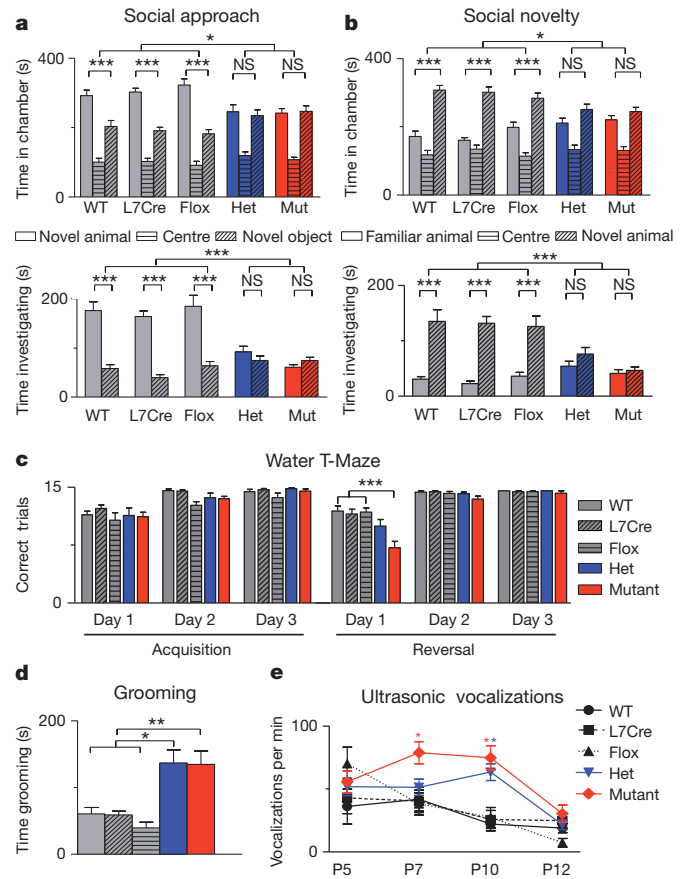 a
Social approach
*
*** *** *** NS NS
400
0
Time in chamber (s)
WT L7Cre Flox Het Mut
Novel animal Centre Novel object
***
*** *** *** NS NS
200
0
Time investigating (s)
WT L7Cre Flox Het Mut
b
Social novelty
*
*** *** *** NS NS
400
0
Time in chamber (s)
WT L7Cre Flox Het Mut
Familiar animal Centre Novel animal
***
*** *** *** NS NS
200
0
Time investigating (s)
WT L7Cre Flox Het Mut
c
Water T-Maze
15
0
Correct trials
***
WT
L7Cre
Flox
Het
Mutant
Day 1 Day 2 Day 3 Day 1 Day 2 Day 3
Acquisition Reversal
d
Grooming
200
0
Time grooming (s)
**
*
e
Ultrasonic vocalizations
100
0
Vocalizations per min
* **
WT
L7Cre
Flox
Het
Mutant
P5 P7 P10 P12